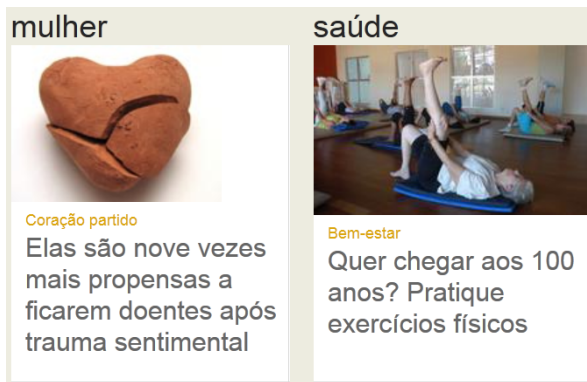 mulher
Coração partido
Elas são nove vezes
mais propensas a
ficarem doentes após
trauma sentimental
saúde
Bem-estar
Quer chegar aos 100
anos? Pratique
exercícios físicos